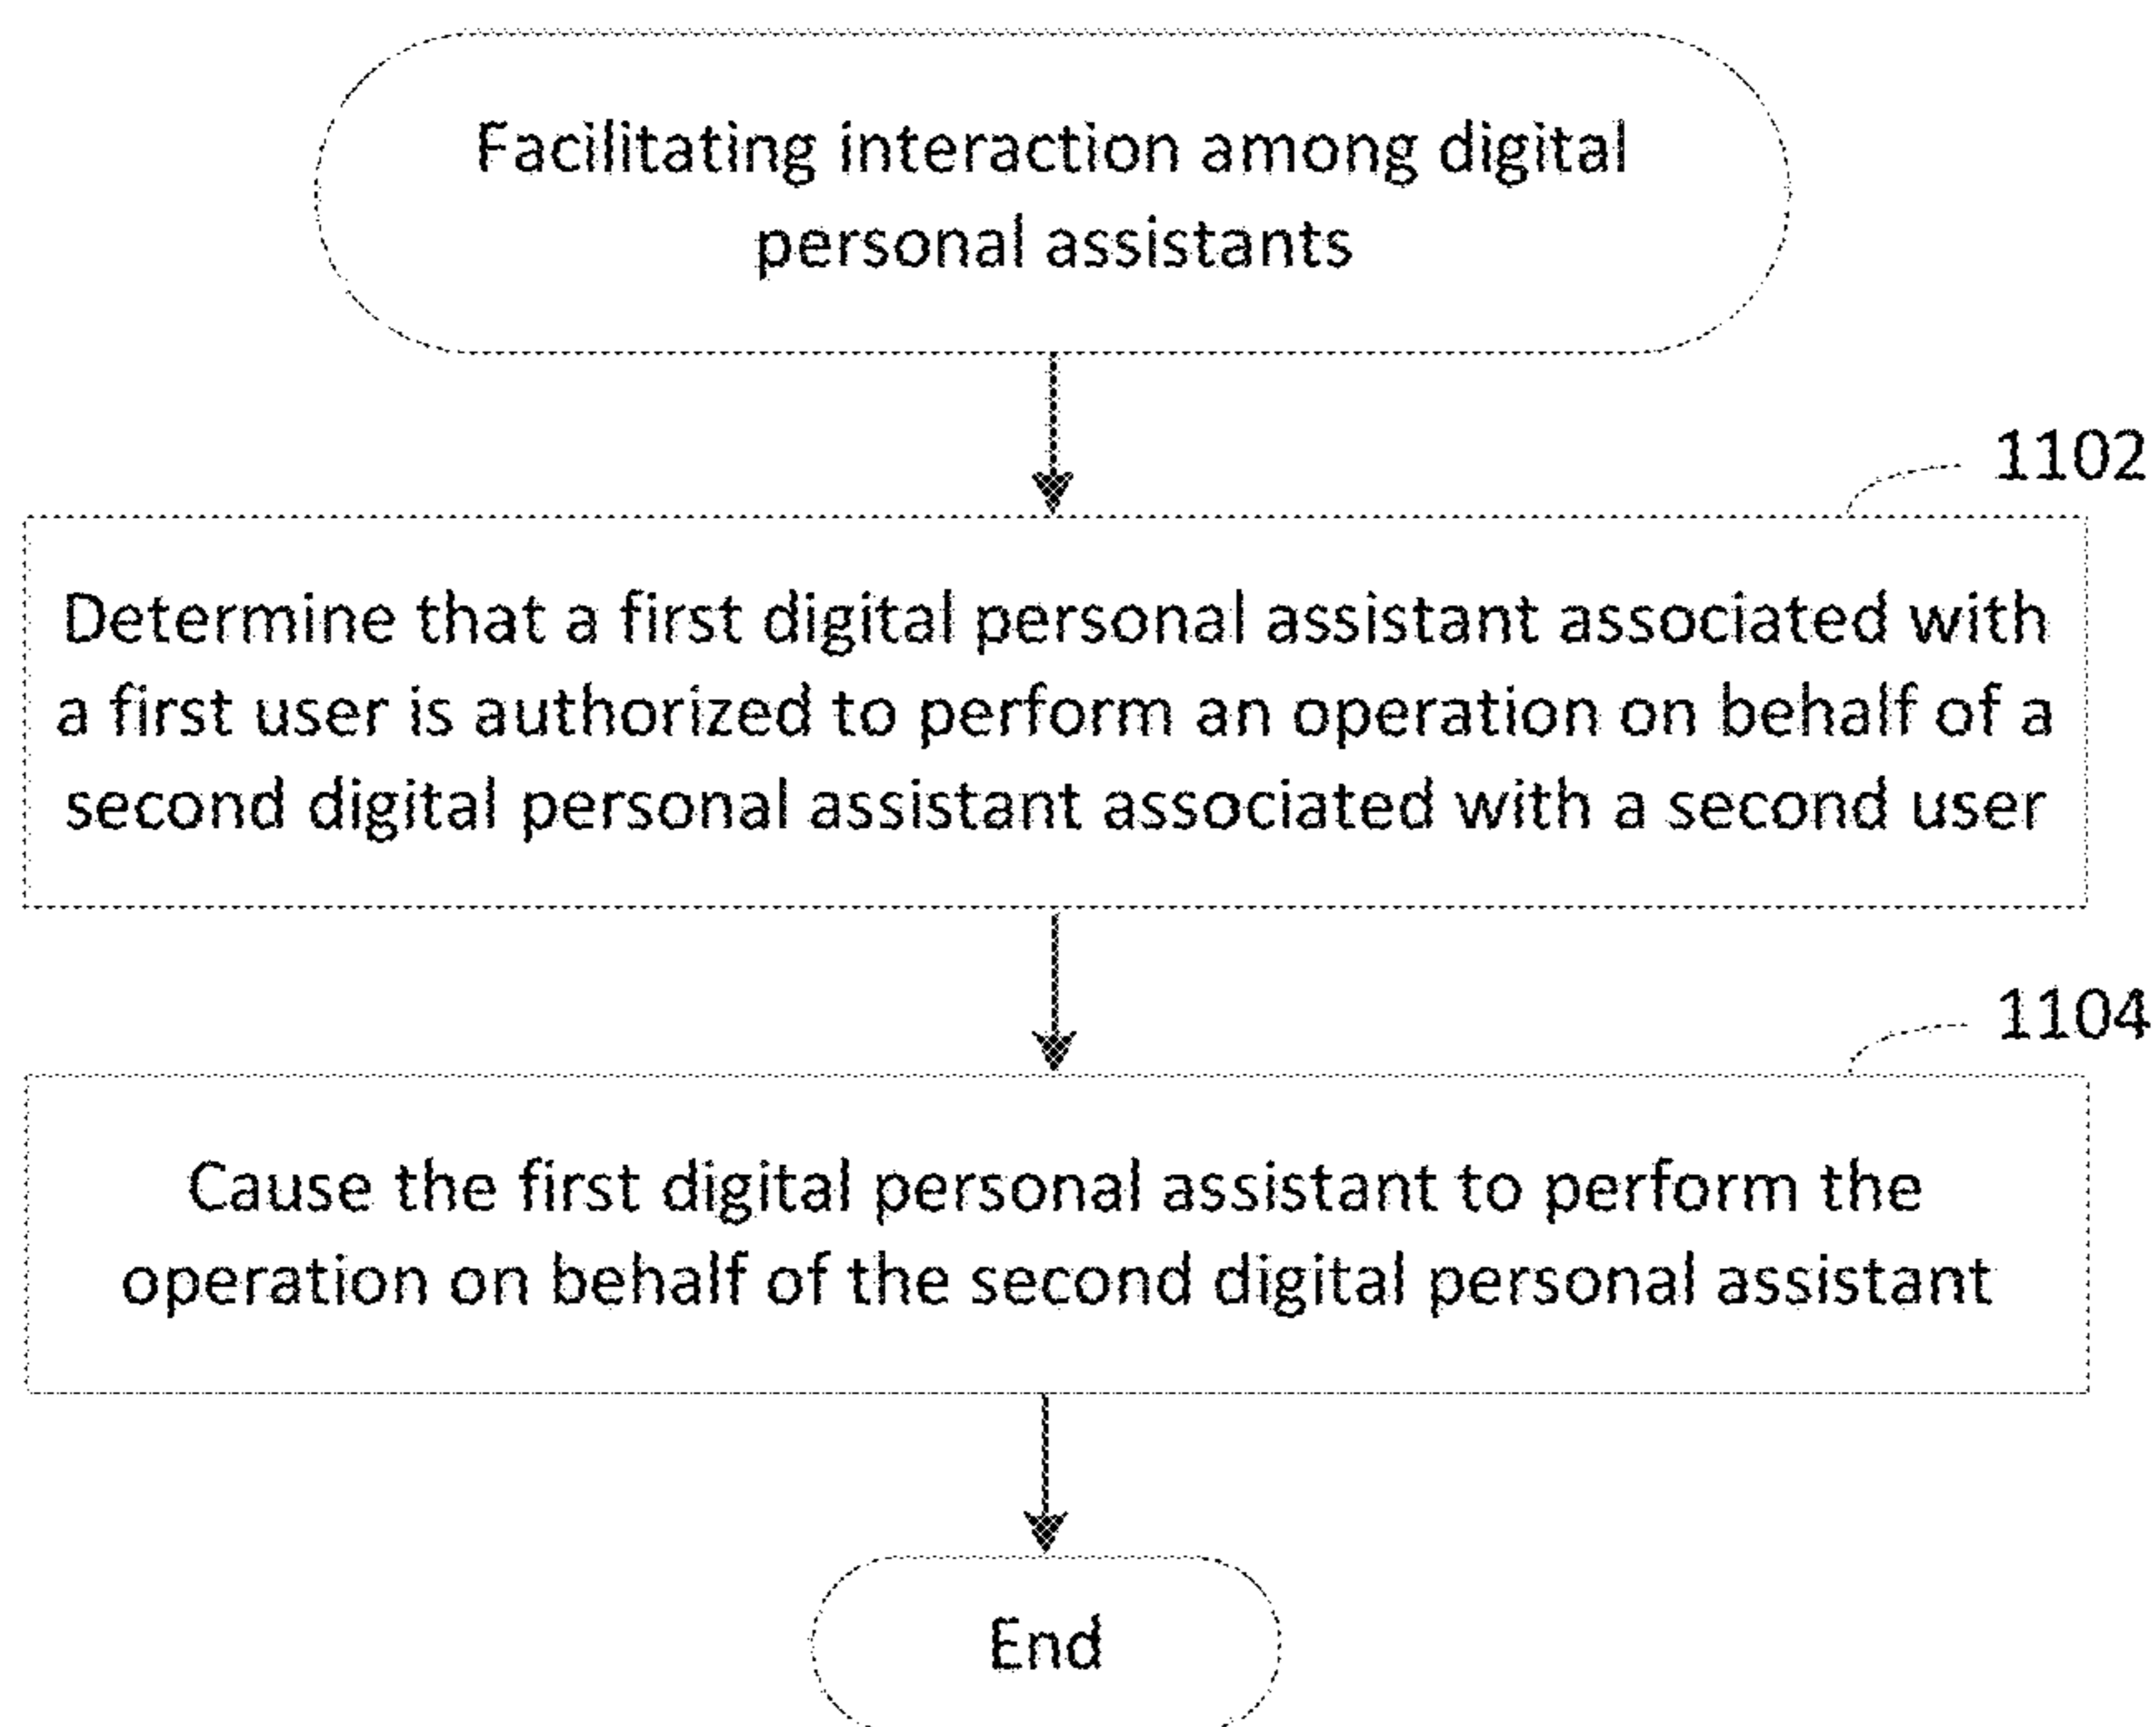 Facilitating interaction among digital
personal assistants
1102
Determine that a first digital personal assistant associated with
a first user is authorized to perform an operation on behalf of a
second digital personal assistant associated with a second user
1104
Cause the first digital personal assistant to perform the
operation on behalf of the second digital personal assistant
End